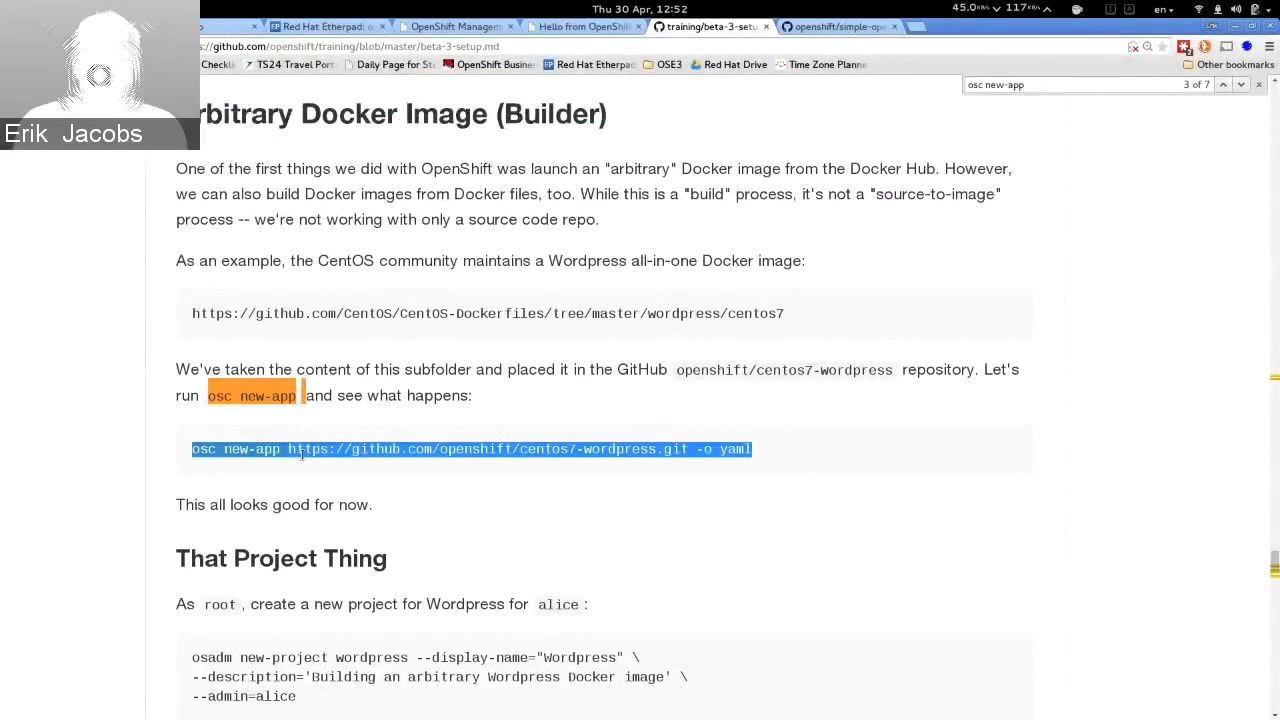 Thu 30 Apr, 12:52
45.0 K/s 117 K/s
en
Red Hat Etherpad: o
OpenShift Managem
Hello from OpenShift
training/beta-3-setu
openshift/simple-ope
://github.com/openshift/training/blob/master/beta-3-setup.md
Checkli
TS24 Travel Port
Daily Page for St
OpenShift Busine
Red Hat Etherpad
OSE3
Red Hat Drive
Time Zone Planne
Other bookmarks
osc new-app
3 of 7
Erik Jacobs
rbitrary Docker Image (Builder)
One of the first things we did with OpenShift was launch an "arbitrary" Docker image from the Docker Hub. However,
we can also build Docker images from Docker files, too. While this is a "build" process, it's not a "source-to-image"
process -- we're not working with only a source code repo.
As an example, the CentOS community maintains a Wordpress all-in-one Docker image:
https://github.com/CentOS/CentOS-Dockerfiles/tree/master/wordpress/centos7
We've taken the content of this subfolder and placed it in the GitHub openshift/centos7-wordpress repository. Let's
run osc new-app and see what happens:
osc new-app https://github.com/openshift/centos7-wordpress.git -o yaml
This all looks good for now.
That Project Thing
As root , create a new project for Wordpress for alice :
osadm new-project wordpress --display-name="Wordpress" \
--description='Building an arbitrary Wordpress Docker image' \
--admin=alice